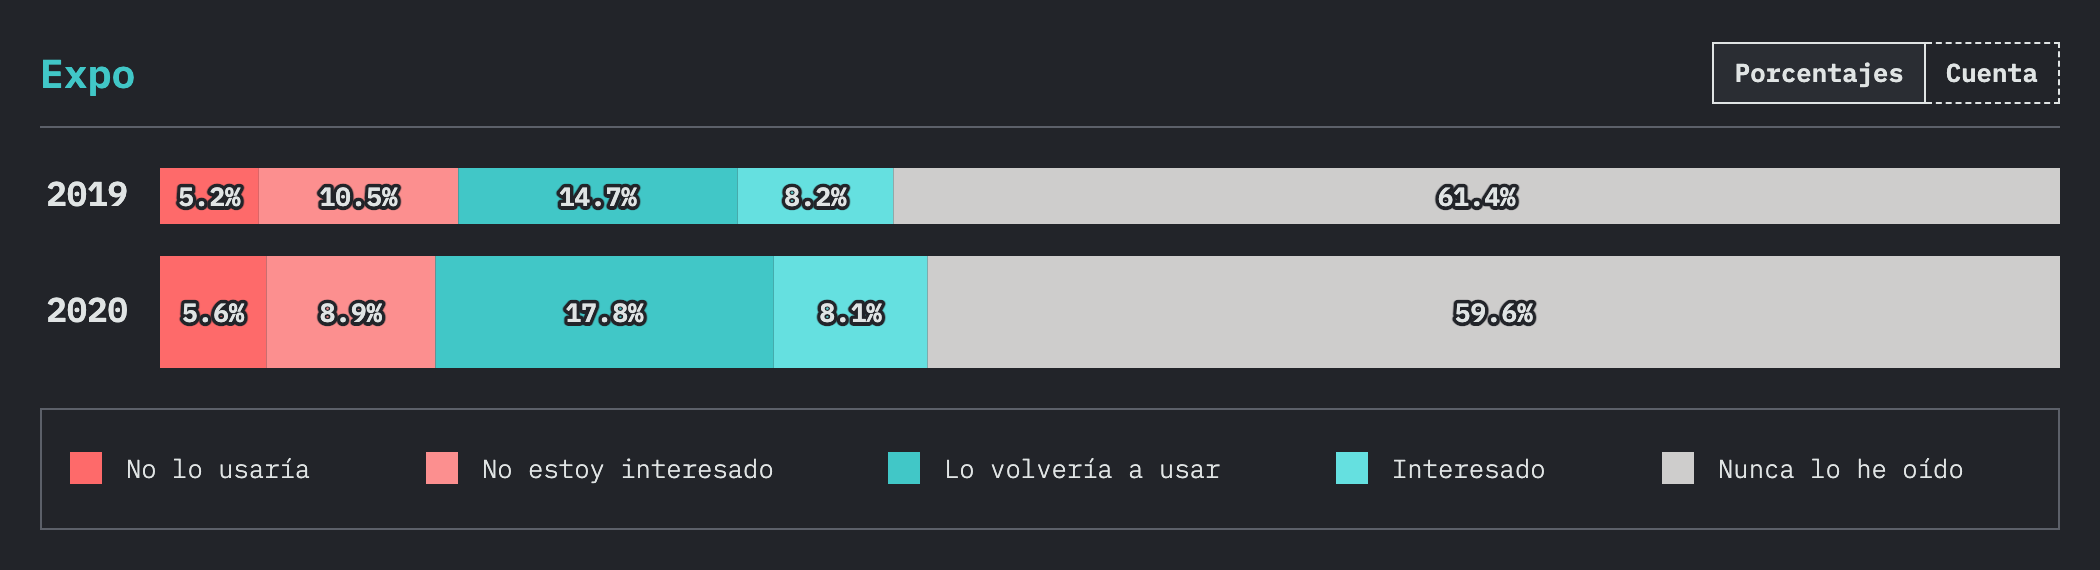 Expo
Porcentajes Cuenta
2019 5.2% 10.5% 14.7% 8.2% 61.4%
2020 5.6% 8.9% 17.8% 8.1% 59.6%
No lo usaría No estoy interesado Lo volvería a usar Interesado Nunca lo he oído